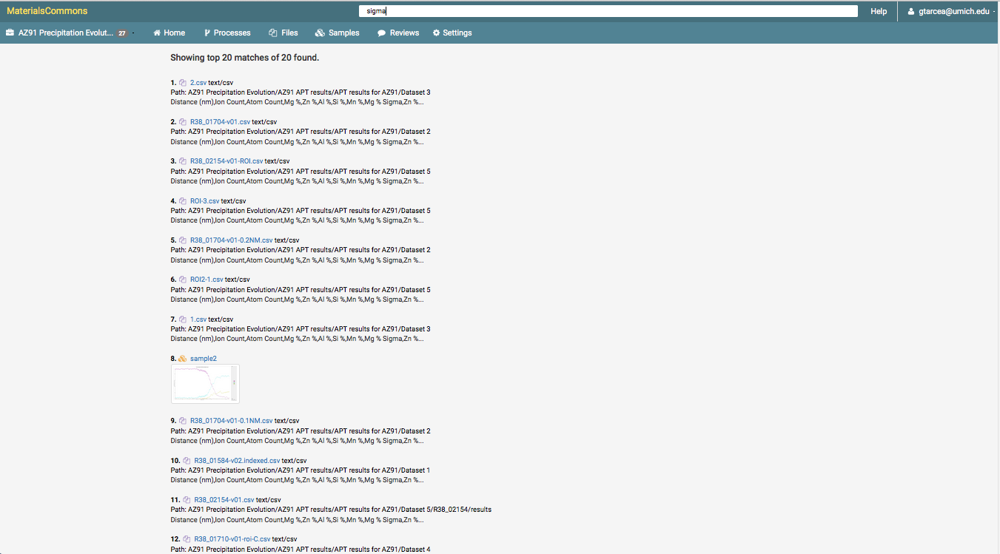 MaterialsCommons
sigma
Help
gtarcea@umich.edu
AZ91 Precipitation Evolut... 27
Home
Processes
Files
Samples
Reviews
Settings
Showing top 20 matches of 20 found.
1. 2.csv text/csv
Path: AZ91 Precipitation Evolution/AZ91 APT results/APT results for AZ91/Dataset 3
Distance (nm),Ion Count,Atom Count,Mg %,Zn %,Al %,Si %,Mn %,Mg % Sigma,Zn %...
2. R38_01704-v01.csv text/csv
Path: AZ91 Precipitation Evolution/AZ91 APT results/APT results for AZ91/Dataset 2
Distance (nm),Ion Count,Atom Count,Mg %,Zn %,Al %,Si %,Mn %,Mg % Sigma,Zn %...
3. R38_02154-v01-ROI.csv text/csv
Path: AZ91 Precipitation Evolution/AZ91 APT results/APT results for AZ91/Dataset 5
Distance (nm),Ion Count,Atom Count,Mg %,Zn %,Al %,Si %,Mn %,Mg % Sigma,Zn %...
4. ROI-3.csv text/csv
Path: AZ91 Precipitation Evolution/AZ91 APT results/APT results for AZ91/Dataset 5
Distance (nm),Ion Count,Atom Count,Mg %,Zn %,Al %,Si %,Mn %,Mg % Sigma,Zn %...
5. R38_01704-v01-0.2NM.csv text/csv
Path: AZ91 Precipitation Evolution/AZ91 APT results/APT results for AZ91/Dataset 2
Distance (nm),Ion Count,Atom Count,Mg %,Zn %,Al %,Si %,Mn %,Mg % Sigma,Zn %...
6. ROI2-1.csv text/csv
Path: AZ91 Precipitation Evolution/AZ91 APT results/APT results for AZ91/Dataset 5
Distance (nm),Ion Count,Atom Count,Mg %,Zn %,Al %,Si %,Mn %,Mg % Sigma,Zn %...
7. 1.csv text/csv
Path: AZ91 Precipitation Evolution/AZ91 APT results/APT results for AZ91/Dataset 3
Distance (nm),Ion Count,Atom Count,Mg %,Zn %,Al %,Si %,Mn %,Mg % Sigma,Zn %...
8. sample2
9. R38_01704-v01-0.1NM.csv text/csv
Path: AZ91 Precipitation Evolution/AZ91 APT results/APT results for AZ91/Dataset 2
Distance (nm),Ion Count,Atom Count,Mg %,Zn %,Al %,Si %,Mn %,Mg % Sigma,Zn %...
10. R38_01584-v02.indexed.csv text/csv
Path: AZ91 Precipitation Evolution/AZ91 APT results/APT results for AZ91/Dataset 1
Distance (nm),Ion Count,Atom Count,Mg %,Zn %,Al %,Si %,Mn %,Mg % Sigma,Zn %...
11. R38_02154-v01.csv text/csv
Path: AZ91 Precipitation Evolution/AZ91 APT results/APT results for AZ91/Dataset 5/R38_02154/results
Distance (nm),Ion Count,Atom Count,Mg %,Zn %,Al %,Si %,Mn %,Mg % Sigma,Zn %...
12. R38_01710-v01-roi-C.csv text/csv
Path: AZ91 Precipitation Evolution/AZ91 APT results/APT results for AZ91/Dataset 4